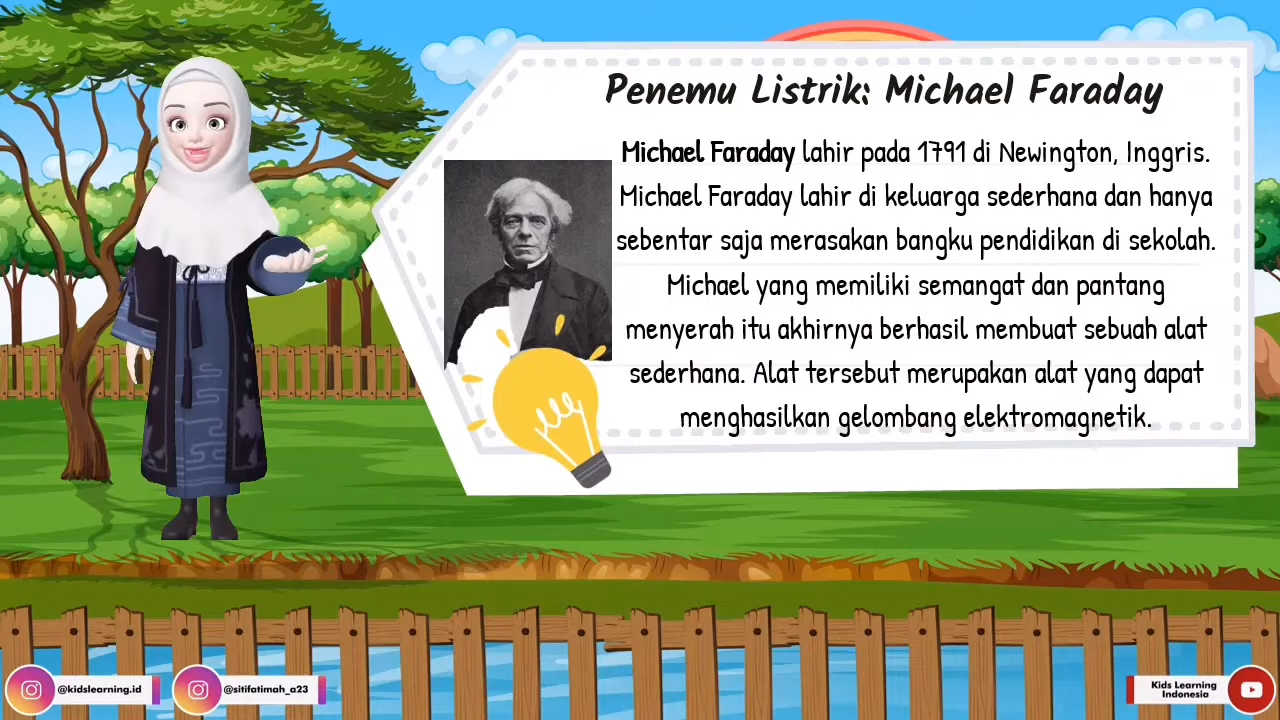 Penemu Listrik: Michael Faraday
Michael Faraday lahir pada 1791 di Newington, Inggris.
Michael Faraday lahir di keluarga sederhana dan hanya
sebentar saja merasakan bangku pendidikan di sekolah.
Michael yang memiliki semangat dan pantang
menyerah itu akhirnya berhasil membuat sebuah alat
sederhana. Alat tersebut merupakan alat yang dapat
menghasilkan gelombang elektromagnetik.
@kidslearning.id
@sitifatimah_a23
Kids Learning
Indonesia